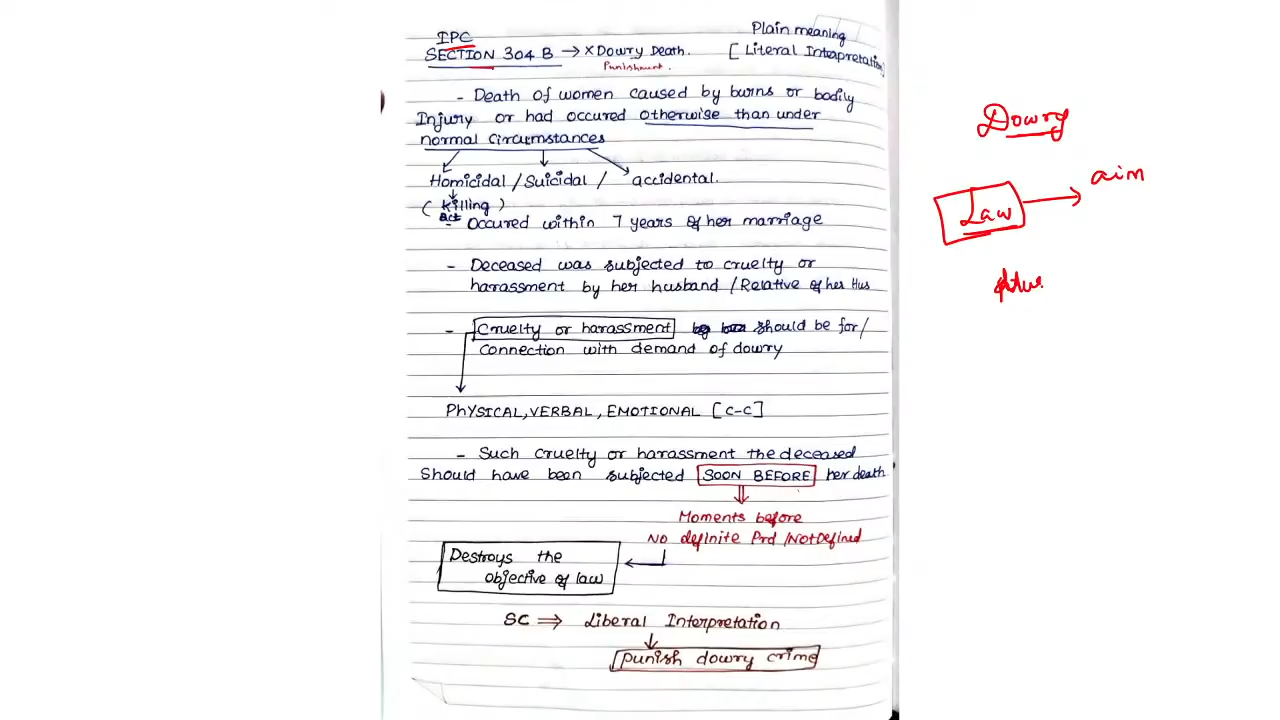 IPC
SECTION 304 B → × Dowry Death.
Punishment.
Plain meaning
[ Literal Interpretation]
- Death of women caused by burns or bodily
Injury or had occured otherwise than under
normal circumstances
Homicidal / Suicidal / accidental.
( Killing )
act
- Occured within 7 years of her marriage
- Deceased was subjected to cruelty or
harassment by her husband / Relative of her Hus
- Cruelty or harassment should be for/
Connection with demand of dowry
PHYSICAL, VERBAL, EMOTIONAL [C-C]
- Such cruelty or harassment the deceased
Should have been subjected SOON BEFORE her death
Moments before
NO definite Prd /Not Defined
Destroys the
objective of law
SC ⇒ Liberal Interpretation
punish dowry crime
Dowry
Law → aim